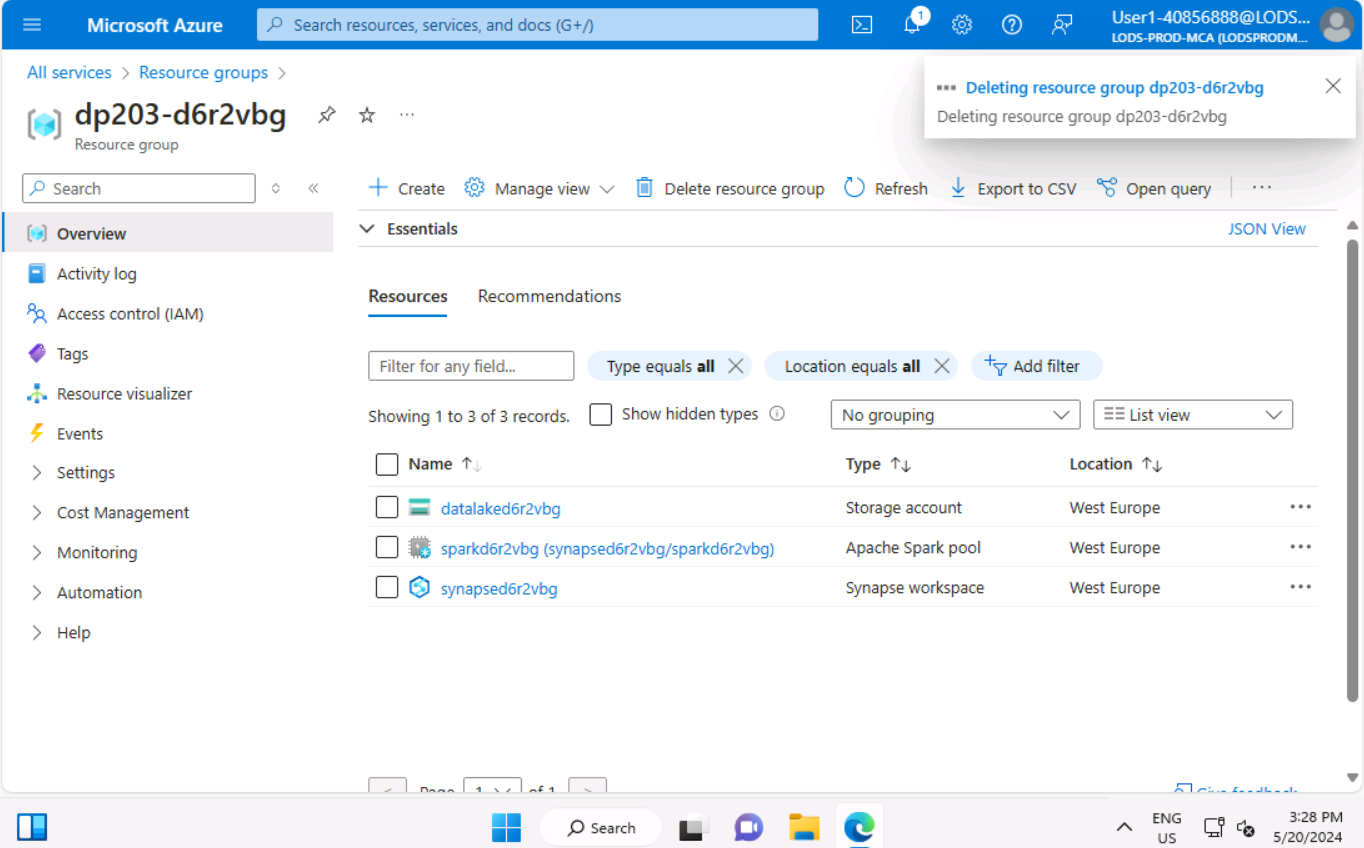 Microsoft Azure
Search resources, services, and docs (G+/)
1
User1-40856888@LODS...
LODS-PROD-MCA (LODSPRODM...
All services > Resource groups >
dp203-d6r2vbg
...
Resource group
Deleting resource group dp203-d6r2vbg
Deleting resource group dp203-d6r2vbg
Search
Create
Manage view
Delete resource group
Refresh
Export to CSV
Open query
...
Overview
Activity log
Access control (IAM)
Tags
Resource visualizer
Events
Settings
Cost Management
Monitoring
Automation
Help
Essentials
JSON View
Resources
Recommendations
Filter for any field...
Type equals all
Location equals all
Add filter
Showing 1 to 3 of 3 records.
Show hidden types
No grouping
List view
Name
Type
Location
datalaked6r2vbg
Storage account
West Europe
sparkd6r2vbg (synapsed6r2vbg/sparkd6r2vbg)
Apache Spark pool
West Europe
synapsed6r2vbg
Synapse workspace
West Europe
< Page 1 of 1 >
Give feedback
Search
ENG
US
3:28 PM
5/20/2024